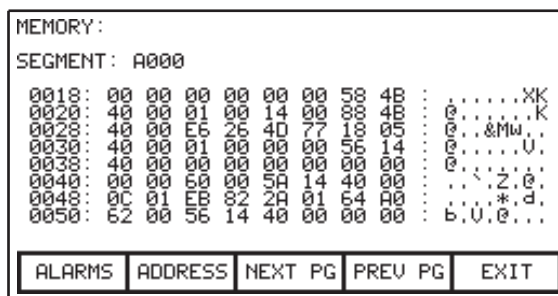 MEMORY:
SEGMENT: A000
0018: 00 00 00 00 00 00 58 4B : ......XK
0020: 40 00 01 00 14 00 88 4B : @......K
0028: 40 00 E6 26 4D 77 18 05 : @..&Mw..
0030: 40 00 01 00 00 00 56 14 : @.....V.
0038: 40 00 00 00 00 00 00 00 : @.......
0040: 00 00 60 00 5A 14 40 00 : ..`.Z.@.
0048: 0C 01 EB 82 2A 01 64 A0 : ....*.d.
0050: 62 00 56 14 40 00 00 00 : b.V.@...
ALARMS ADDRESS NEXT PG PREV PG EXIT